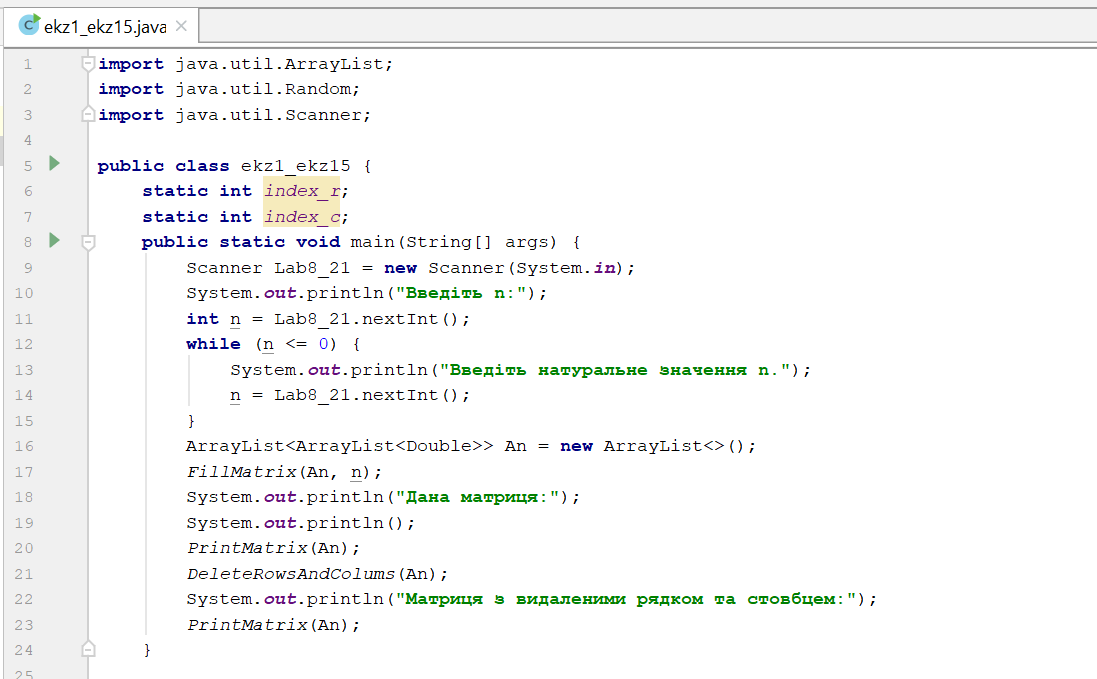 ekz1_ekz15.java
1 import java.util.ArrayList;
2 import java.util.Random;
3 import java.util.Scanner;
4
5 public class ekz1_ekz15 {
6 static int index_r;
7 static int index_c;
8 public static void main(String[] args) {
9 Scanner Lab8_21 = new Scanner(System.in);
10 System.out.println("Введіть n:");
11 int n = Lab8_21.nextInt();
12 while (n <= 0) {
13 System.out.println("Введіть натуральне значення n.");
14 n = Lab8_21.nextInt();
15 }
16 ArrayList<ArrayList<Double>> An = new ArrayList<>();
17 FillMatrix(An, n);
18 System.out.println("Дана матриця:");
19 System.out.println();
20 PrintMatrix(An);
21 DeleteRowsAndColums(An);
22 System.out.println("Матриця з видаленими рядком та стовбцем:");
23 PrintMatrix(An);
24 }
25